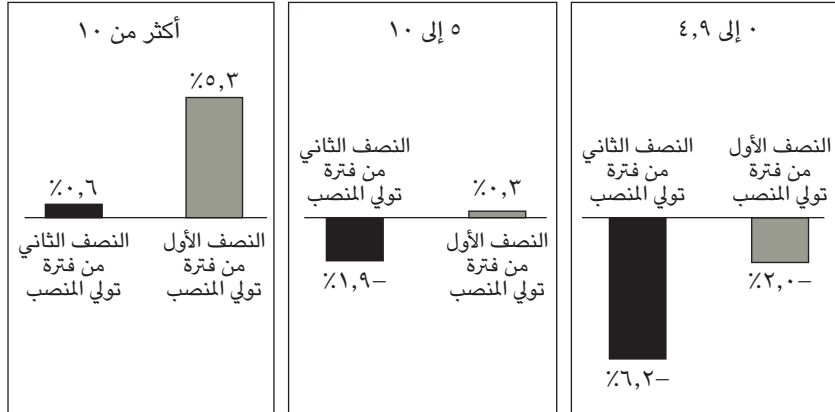 ٠ إلى ٤,٩
النصف الأول
من فترة
تولي المنصب
النصف الثاني
من فترة
تولي المنصب
–٢,٠٪
–٦,٢٪
٥ إلى ١٠
النصف الثاني
من فترة
تولي المنصب
٠,٣٪
النصف الأول
من فترة
تولي المنصب
–١,٩٪
أكثر من ١٠
٥,٣٪
٠,٦٪
النصف الأول
من فترة
تولي المنصب
النصف الثاني
من فترة
تولي المنصب